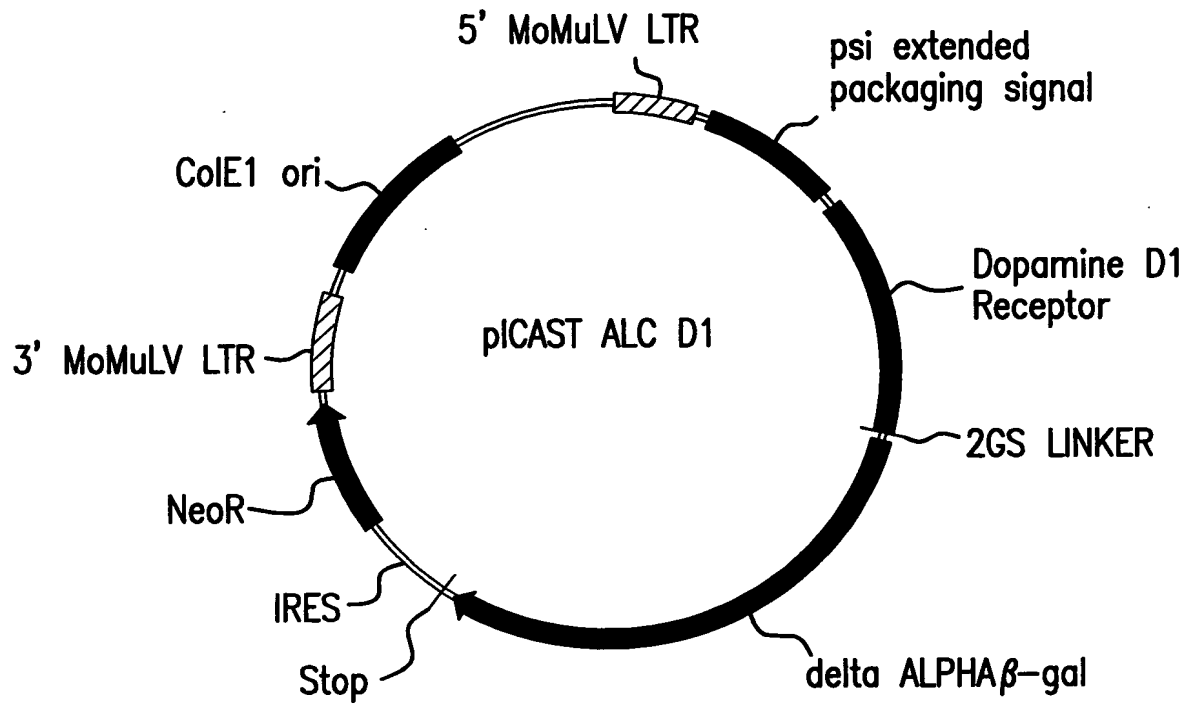 5' MoMuLV LTR
psi extended
packaging signal
ColE1 ori
Dopamine D1
Receptor
pICAST ALC D1
3' MoMuLV LTR
2GS LINKER
NeoR
IRES
Stop
delta ALPHAβ-gal